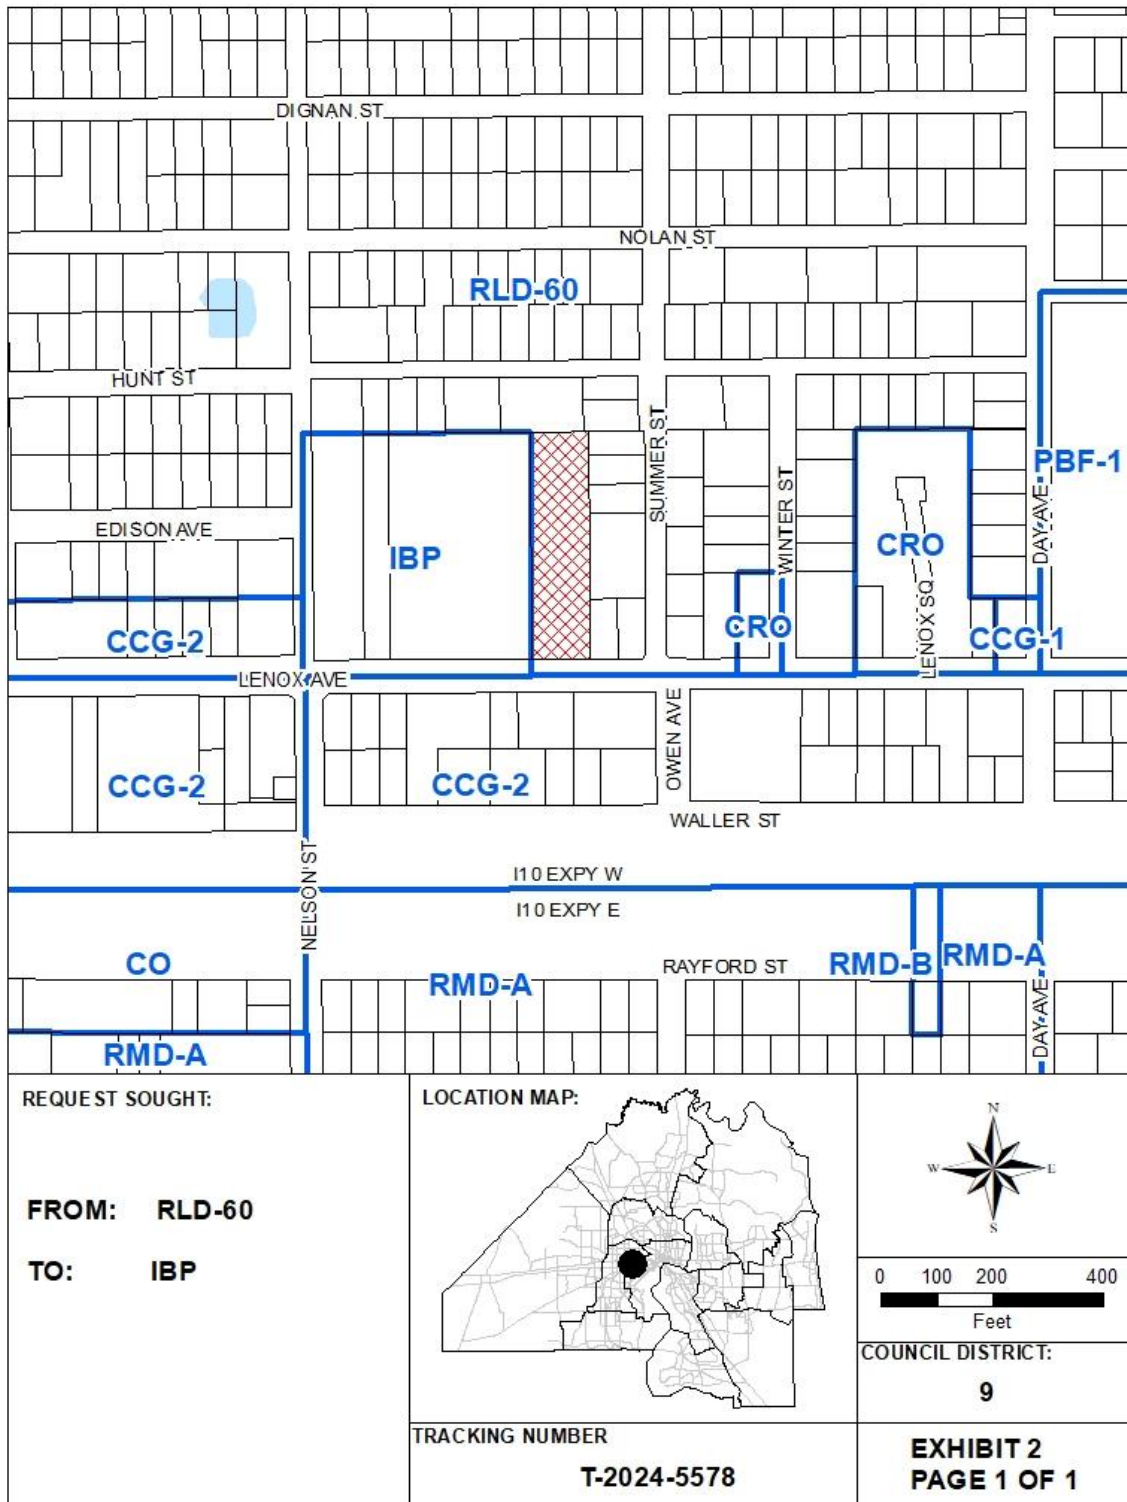 DIGNAN ST
NOLAN ST
RLD-60
HUNT ST
SUMMER ST
PBF-1
WINTER ST
DAY AVE
EDISON AVE
IBP
CRO
LENOX SQ
CRO
CCG-2
CCG-1
LENOX AVE
OWEN AVE
CCG-2
CCG-2
WALLER ST
NELSON ST
I10 EXPY W
I10 EXPY E
CO
RMD-A
RAYFORD ST
RMD-B
RMD-A
DAY AVE
RMD-A
REQUEST SOUGHT:
FROM: RLD-60
TO: IBP
LOCATION MAP:
N
W E
S
0 100 200 400
Feet
COUNCIL DISTRICT:
9
TRACKING NUMBER
T-2024-5578
EXHIBIT 2
PAGE 1 OF 1